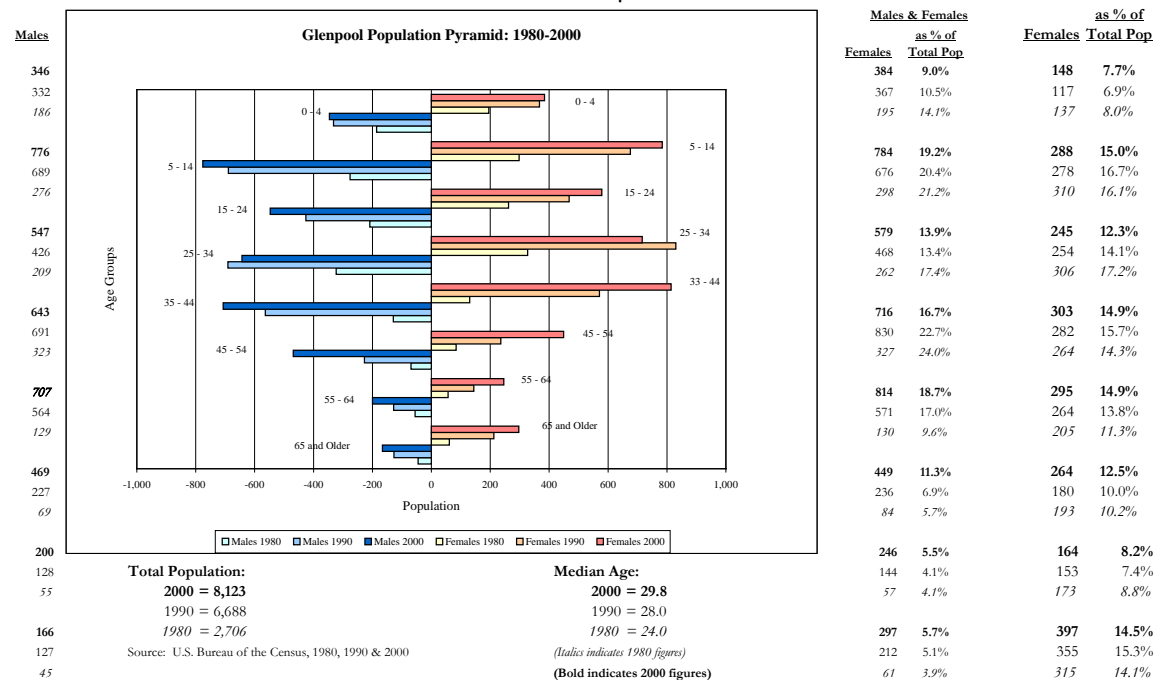 Males
346
332
186
776
689
276
547
426
209
643
691
323
707
564
129
469
227
69
200
128
55
166
127
45
Glenpool Population Pyramid: 1980-2000
Age Groups
0 - 4
0 - 4
5 - 14
5 - 14
15 - 24
15 - 24
25 - 34
25 - 34
33 - 44
35 - 44
45 - 54
45 - 54
55 - 64
55 - 64
65 and Older
65 and Older
-1,000 -800 -600 -400 -200 0 200 400 600 800 1,000
Population
Males 1980 Males 1990 Males 2000 Females 1980 Females 1990 Females 2000
Total Population:
2000 = 8,123
1990 = 6,688
1980 = 2,706
Source: U.S. Bureau of the Census, 1980, 1990 & 2000
Median Age:
2000 = 29.8
1990 = 28.0
1980 = 24.0
(Italics indicates 1980 figures)
(Bold indicates 2000 figures)
Males & Females
as % of
Females Total Pop
384 9.0%
367 10.5%
195 14.1%
784 19.2%
676 20.4%
298 21.2%
579 13.9%
468 13.4%
262 17.4%
716 16.7%
830 22.7%
327 24.0%
814 18.7%
571 17.0%
130 9.6%
449 11.3%
236 6.9%
84 5.7%
246 5.5%
144 4.1%
57 4.1%
297 5.7%
212 5.1%
61 3.9%
as % of
Females Total Pop
148 7.7%
117 6.9%
137 8.0%
288 15.0%
278 16.7%
310 16.1%
245 12.3%
254 14.1%
306 17.2%
303 14.9%
282 15.7%
264 14.3%
295 14.9%
264 13.8%
205 11.3%
264 12.5%
180 10.0%
193 10.2%
164 8.2%
153 7.4%
173 8.8%
397 14.5%
355 15.3%
315 14.1%